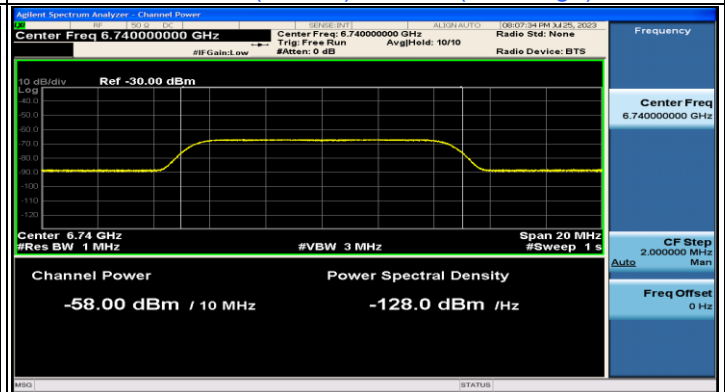 Agilent Spectrum Analyzer - Channel Power
RF 50 Ω DC SENSE:INT ALIGN AUTO 08:07:34 PM Jul 25, 2023
Center Freq 6.740000000 GHz
Center Freq: 6.740000000 GHz
Radio Std: None
Trig: Free Run Avg|Hold: 10/10
#IFGain:Low
#Atten: 0 dB
Radio Device: BTS
Frequency
10 dB/div Ref -30.00 dBm
Log
-40.0
-50.0
-60.0
-70.0
-80.0
-90.0
-100
-110
-120
Center 6.74 GHz Span 20 MHz
#Res BW 1 MHz #VBW 3 MHz #Sweep 1 s
Channel Power
Power Spectral Density
-58.00 dBm / 10 MHz
-128.0 dBm /Hz
Center Freq
6.740000000 GHz
CF Step
2.000000 MHz
Auto Man
Freq Offset
0 Hz
MSG STATUS